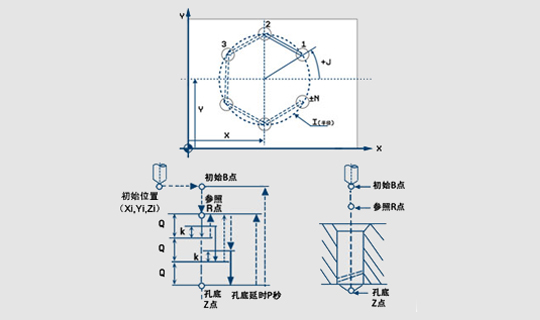 Y
2
3
1
+J
Y
±N
I(半径)
X
X
初始B点
初始位置
(Xi,Yi,Zi)
参照
R点
Q
k
Q
k
Q
孔底
Z点
孔底延时P秒
初始B点
参照R点
孔底
Z点